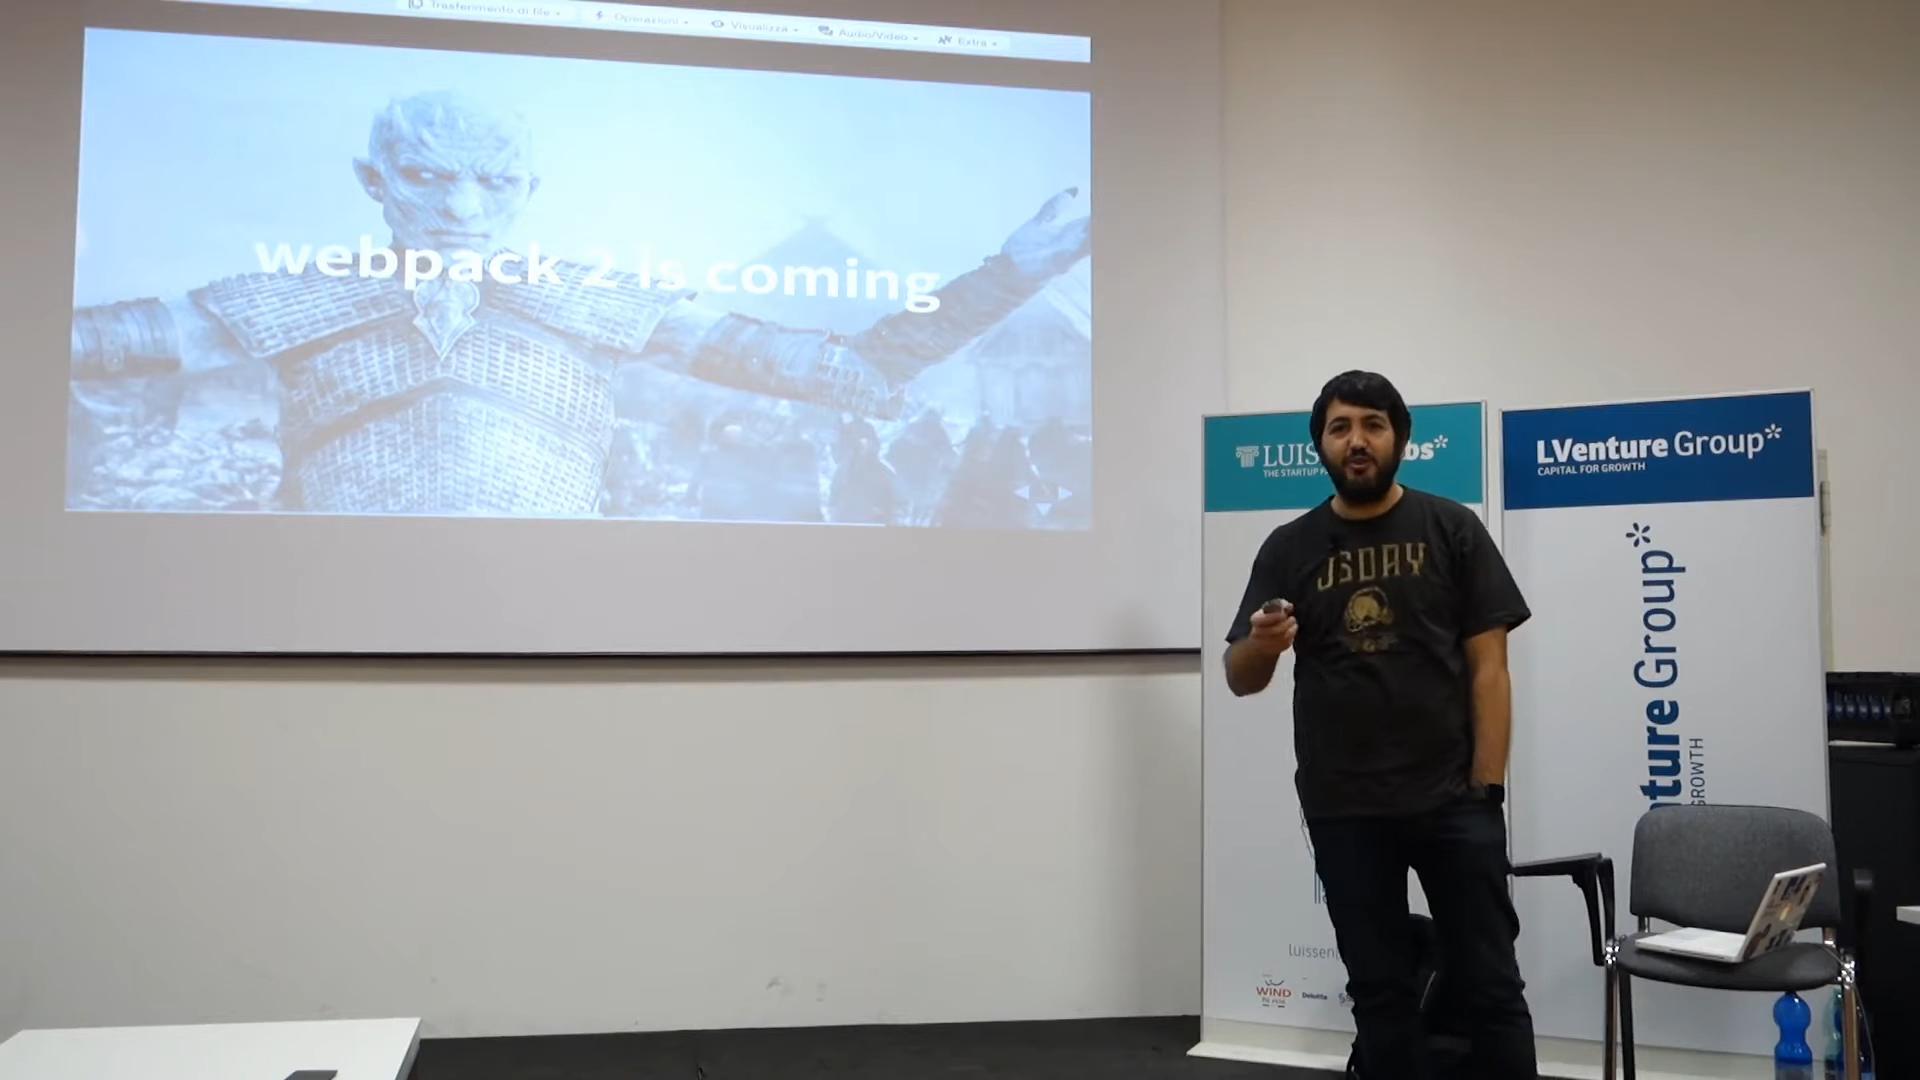 Trasferimento di file
Operazioni
Visualizza
Audio/Video
Extra
webpack 2 is coming
LUIS
bs*
THE STARTUP
LVenture Group*
CAPITAL FOR GROWTH
JSDAY
nture Group*
GROWTH
luissen
WIND
Deloitte